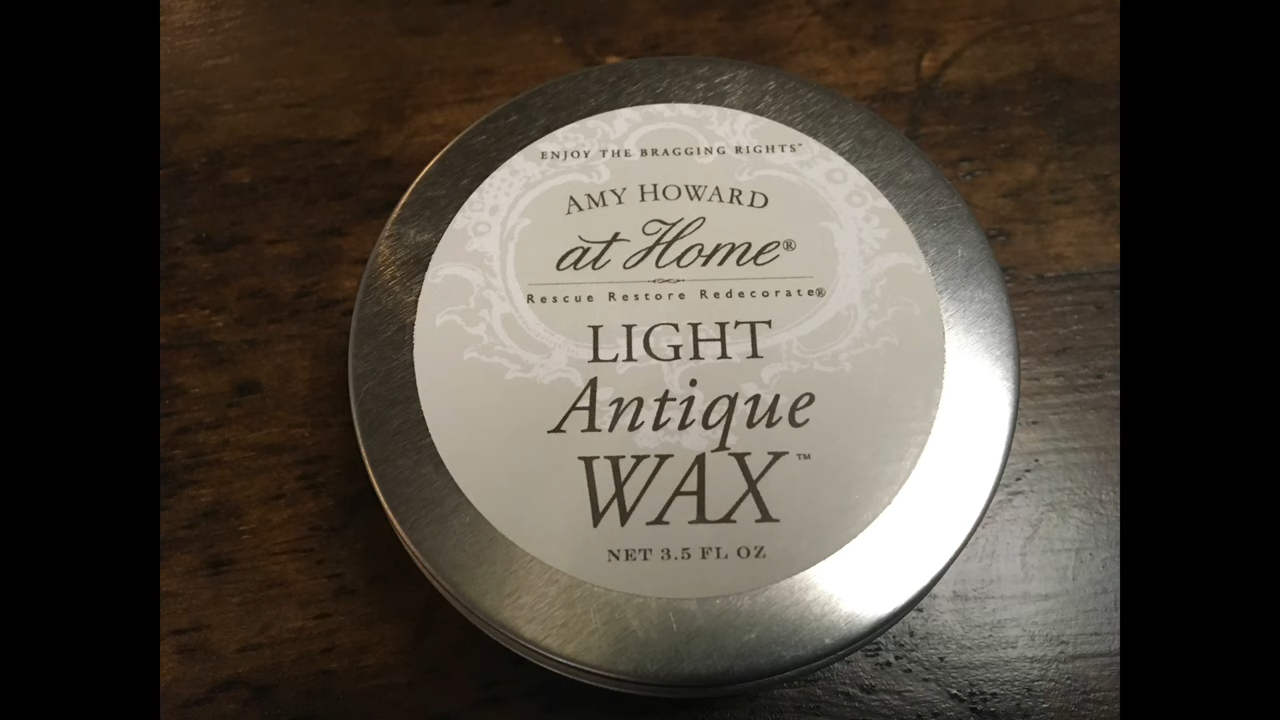 ENJOY THE BRAGGING RIGHTS™
AMY HOWARD
at Home®
Rescue Restore Redecorate®
LIGHT
Antique
WAX™
NET 3.5 FL OZ